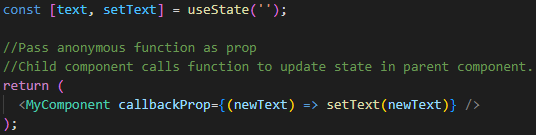 const [text, setText] = useState('');
//Pass anonymous function as prop
//Child component calls function to update state in parent component.
return (
<MyComponent callbackProp={(newText) => setText(newText)} />
);